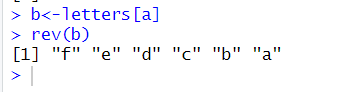 > b<-letters[a]
> rev(b)
[1] "f" "e" "d" "c" "b" "a"
>